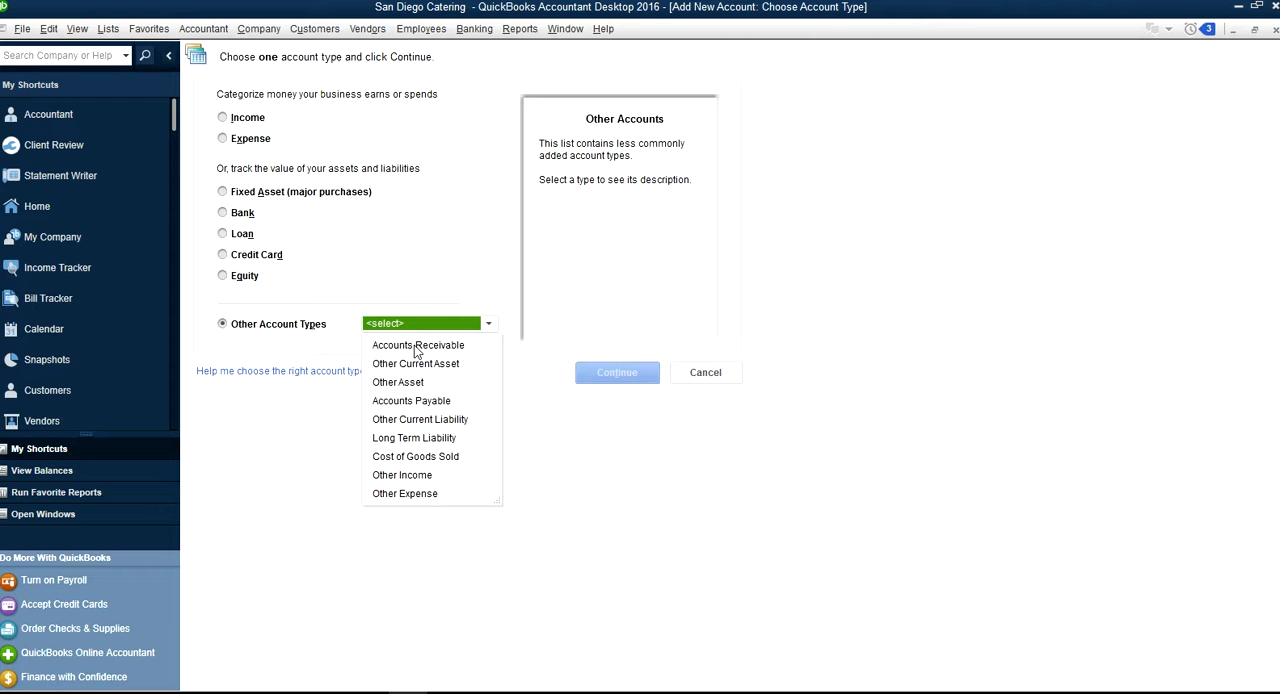 San Diego Catering - QuickBooks Accountant Desktop 2016 - [Add New Account: Choose Account Type]
File Edit View Lists Favorites Accountant Company Customers Vendors Employees Banking Reports Window Help
3
Search Company or Help
My Shortcuts
Accountant
Client Review
Statement Writer
Home
My Company
Income Tracker
Bill Tracker
Calendar
Snapshots
Customers
Vendors
My Shortcuts
View Balances
Run Favorite Reports
Open Windows
Do More With QuickBooks
Turn on Payroll
Accept Credit Cards
Order Checks & Supplies
QuickBooks Online Accountant
Finance with Confidence
Choose one account type and click Continue.
Categorize money your business earns or spends
Income
Expense
Or, track the value of your assets and liabilities
Fixed Asset (major purchases)
Bank
Loan
Credit Card
Equity
Other Account Types
<select>
Accounts Receivable
Other Current Asset
Other Asset
Accounts Payable
Other Current Liability
Long Term Liability
Cost of Goods Sold
Other Income
Other Expense
Help me choose the right account type
Other Accounts
This list contains less commonly
added account types.
Select a type to see its description.
Continue
Cancel